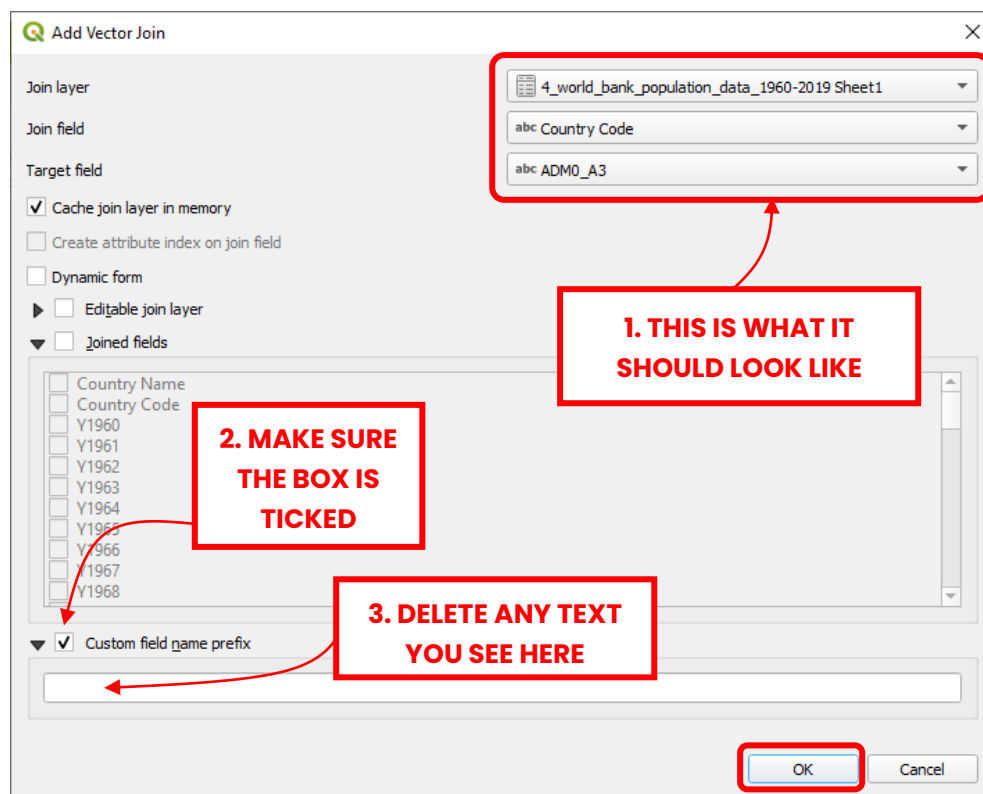 Add Vector Join
Join layer
4_world_bank_population_data_1960-2019 Sheet1
Join field
abc Country Code
Target field
abc ADM0_A3
Cache join layer in memory
Create attribute index on join field
Dynamic form
Editable join layer
Joined fields
1. THIS IS WHAT IT
SHOULD LOOK LIKE
Country Name
Country Code
Y1960
Y1961
Y1962
Y1963
Y1964
Y1965
Y1966
Y1967
Y1968
2. MAKE SURE
THE BOX IS
TICKED
3. DELETE ANY TEXT
YOU SEE HERE
Custom field name prefix
OK
Cancel